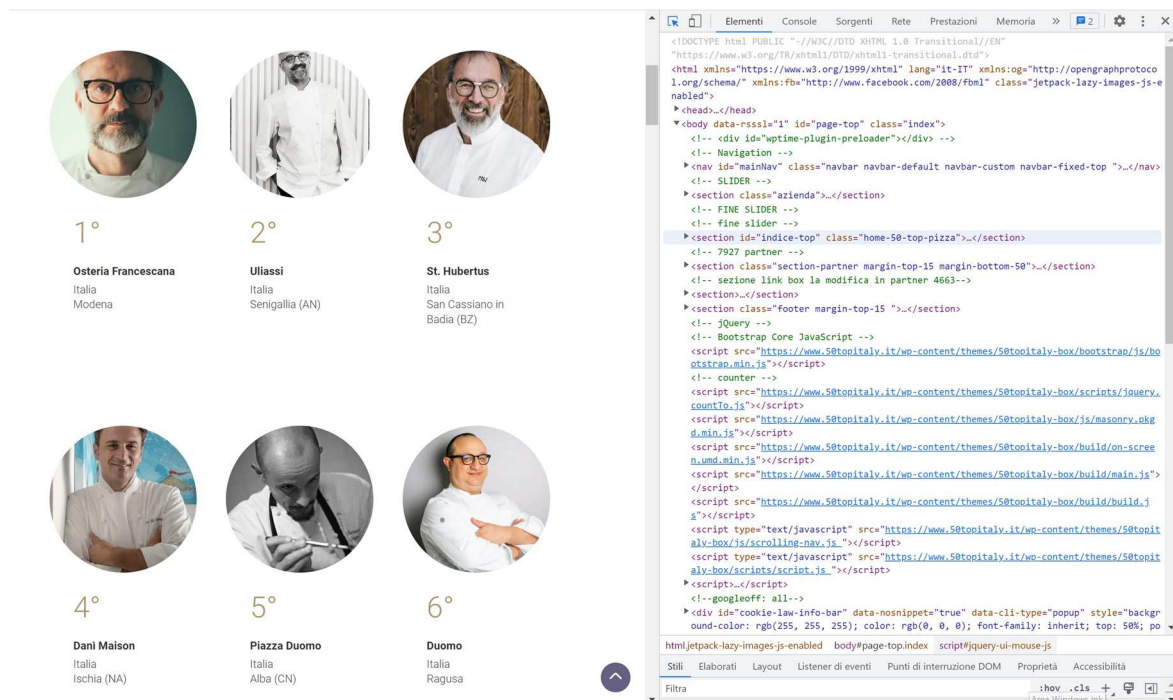 1°
2°
3°
Osteria Francescana
Uliassi
St. Hubertus
Italia
Italia
Italia
Modena
Senigallia (AN)
San Cassiano in
Badia (BZ)
4°
5°
6°
Danì Maison
Piazza Duomo
Duomo
Italia
Italia
Italia
Ischia (NA)
Alba (CN)
Ragusa
Elementi Console Sorgenti Rete Prestazioni Memoria » 2
<!DOCTYPE html PUBLIC "-//W3C//DTD XHTML 1.0 Transitional//EN"
"https://www.w3.org/TR/xhtml1/DTD/xhtml1-transitional.dtd">
<html xmlns="https://www.w3.org/1999/xhtml" lang="it-IT" xmlns:og="http://opengraphprotoco
l.org/schema/" xmlns:fb="http://www.facebook.com/2008/fbml" class="jetpack-lazy-images-js-e
nabled">
<head>…</head>
<body data-rsssl="1" id="page-top" class="index">
<!-- <div id="wptime-plugin-preloader"></div> -->
<!-- Navigation -->
<nav id="mainNav" class="navbar navbar-default navbar-custom navbar-fixed-top ">…</nav>
<!-- SLIDER -->
<section class="azienda">…</section>
<!-- FINE SLIDER -->
<!-- fine slider -->
<section id="indice-top" class="home-50-top-pizza">…</section>
<!-- 7927 partner -->
<section class="section-partner margin-top-15 margin-bottom-50">…</section>
<!-- sezione link box la modifica in partner 4663-->
<section>…</section>
<section class="footer margin-top-15 ">…</section>
<!-- jQuery -->
<!-- Bootstrap Core JavaScript -->
<script src="https://www.50topitaly.it/wp-content/themes/50topitaly-box/bootstrap/js/bo
otstrap.min.js"></script>
<!-- counter -->
<script src="https://www.50topitaly.it/wp-content/themes/50topitaly-box/scripts/jquery.
countTo.js"></script>
<script src="https://www.50topitaly.it/wp-content/themes/50topitaly-box/js/masonry.pkg
d.min.js"></script>
<script src="https://www.50topitaly.it/wp-content/themes/50topitaly-box/build/on-scree
n.umd.min.js"></script>
<script src="https://www.50topitaly.it/wp-content/themes/50topitaly-box/build/main.js">
</script>
<script src="https://www.50topitaly.it/wp-content/themes/50topitaly-box/build/build.j
s"></script>
<script type="text/javascript" src="https://www.50topitaly.it/wp-content/themes/50topit
aly-box/js/scrolling-nav.js "></script>
<script type="text/javascript" src="https://www.50topitaly.it/wp-content/themes/50topit
aly-box/scripts/script.js "></script>
<script>…</script>
<!--googleoff: all-->
<div id="cookie-law-info-bar" data-nosnippet="true" data-cli-type="popup" style="backgr
ound-color: rgb(255, 255, 255); color: rgb(0, 0, 0); font-family: inherit; top: 50%; po
html.jetpack-lazy-images-js-enabled body#page-top.index script#jquery-ui-mouse-js
Stili Elaborati Layout Listener di eventi Punti di interruzione DOM Proprietà Accessibilità
Filtra :hov .cls +
Area Windows Ink